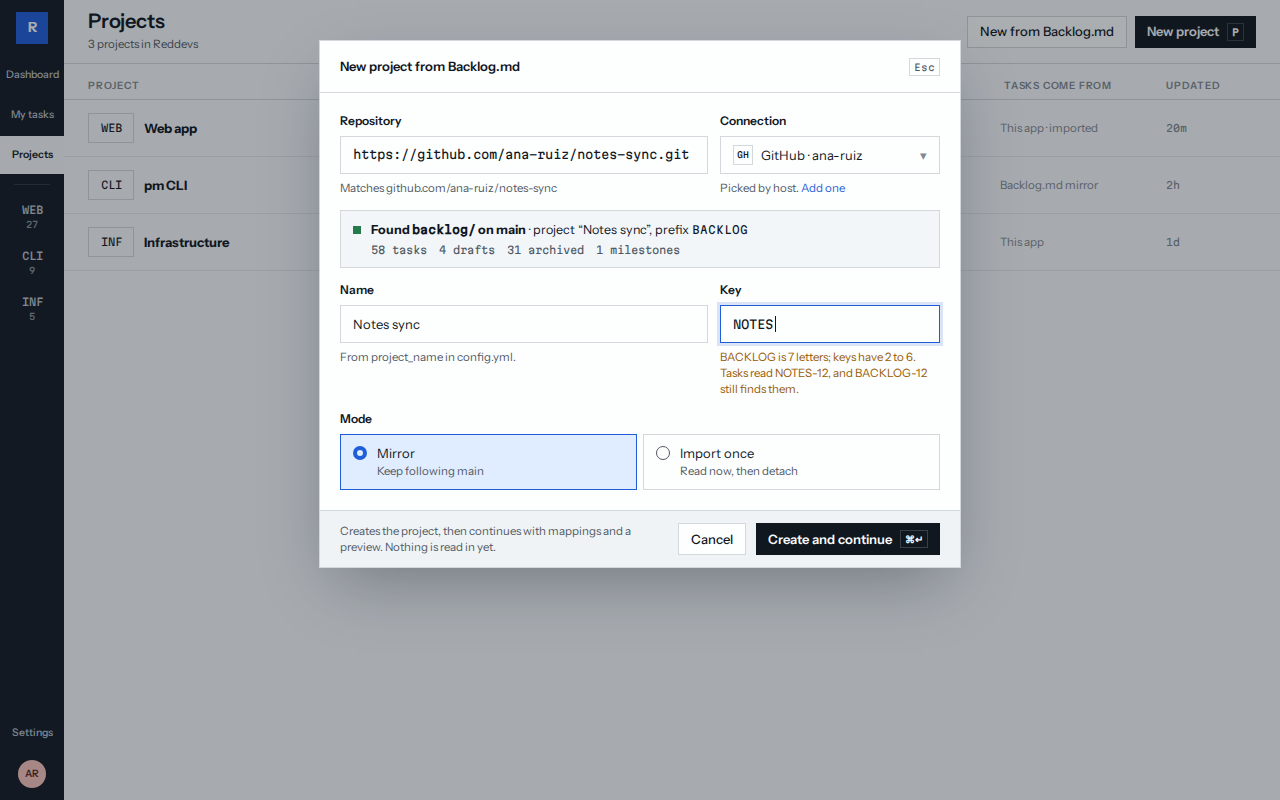 R
Dashboard
My tasks
Projects
WEB
27
CLI
9
INF
5
Settings
AR
Projects
3 projects in Reddevs
New from Backlog.md
New project P
PROJECT
TASKS COME FROM
UPDATED
WEB Web app
This app · imported
20m
CLI pm CLI
Backlog.md mirror
2h
INF Infrastructure
This app
1d
New project from Backlog.md
Esc
Repository
Connection
https://github.com/ana-ruiz/notes-sync.git
GH GitHub · ana-ruiz ▾
Matches github.com/ana-ruiz/notes-sync
Picked by host. Add one
Found backlog/ on main · project “Notes sync”, prefix BACKLOG
58 tasks 4 drafts 31 archived 1 milestones
Name
Key
Notes sync
NOTES
From project_name in config.yml.
BACKLOG is 7 letters; keys have 2 to 6.
Tasks read NOTES-12, and BACKLOG-12
still finds them.
Mode
Mirror
Keep following main
Import once
Read now, then detach
Creates the project, then continues with mappings and a
preview. Nothing is read in yet.
Cancel
Create and continue ⌘↵